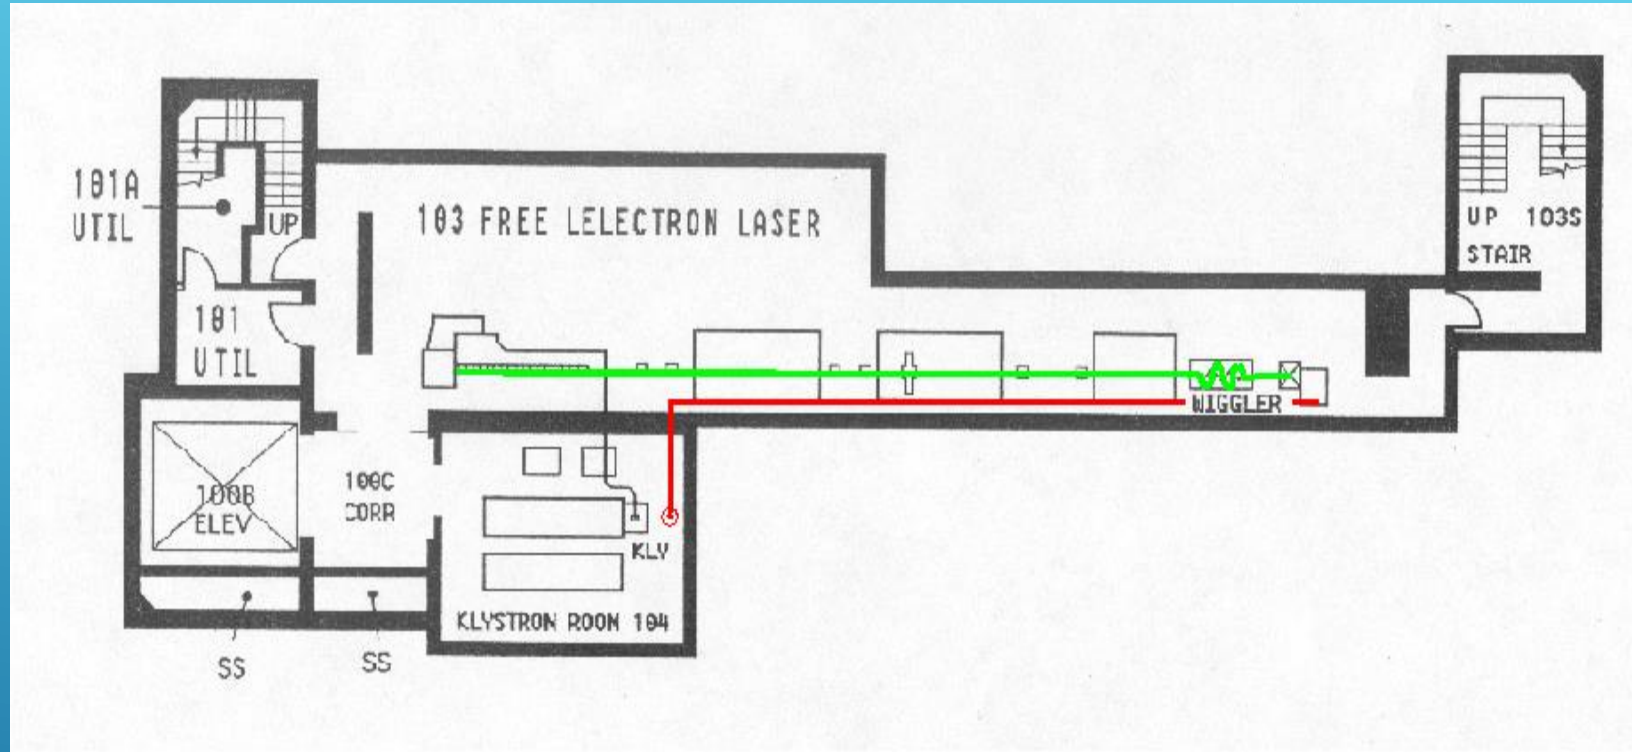 101A
UTIL
UP
103 FREE LELECTRON LASER
UP 103S
STAIR
101
UTIL
WIGGLER
100B
ELEV
100C
CORR
KLY
KLYSTRON ROOM 104
SS
SS